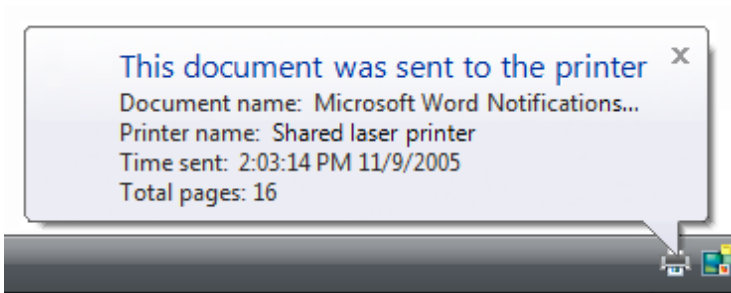 This document was sent to the printer
Document name: Microsoft Word Notifications...
Printer name: Shared laser printer
Time sent: 2:03:14 PM 11/9/2005
Total pages: 16